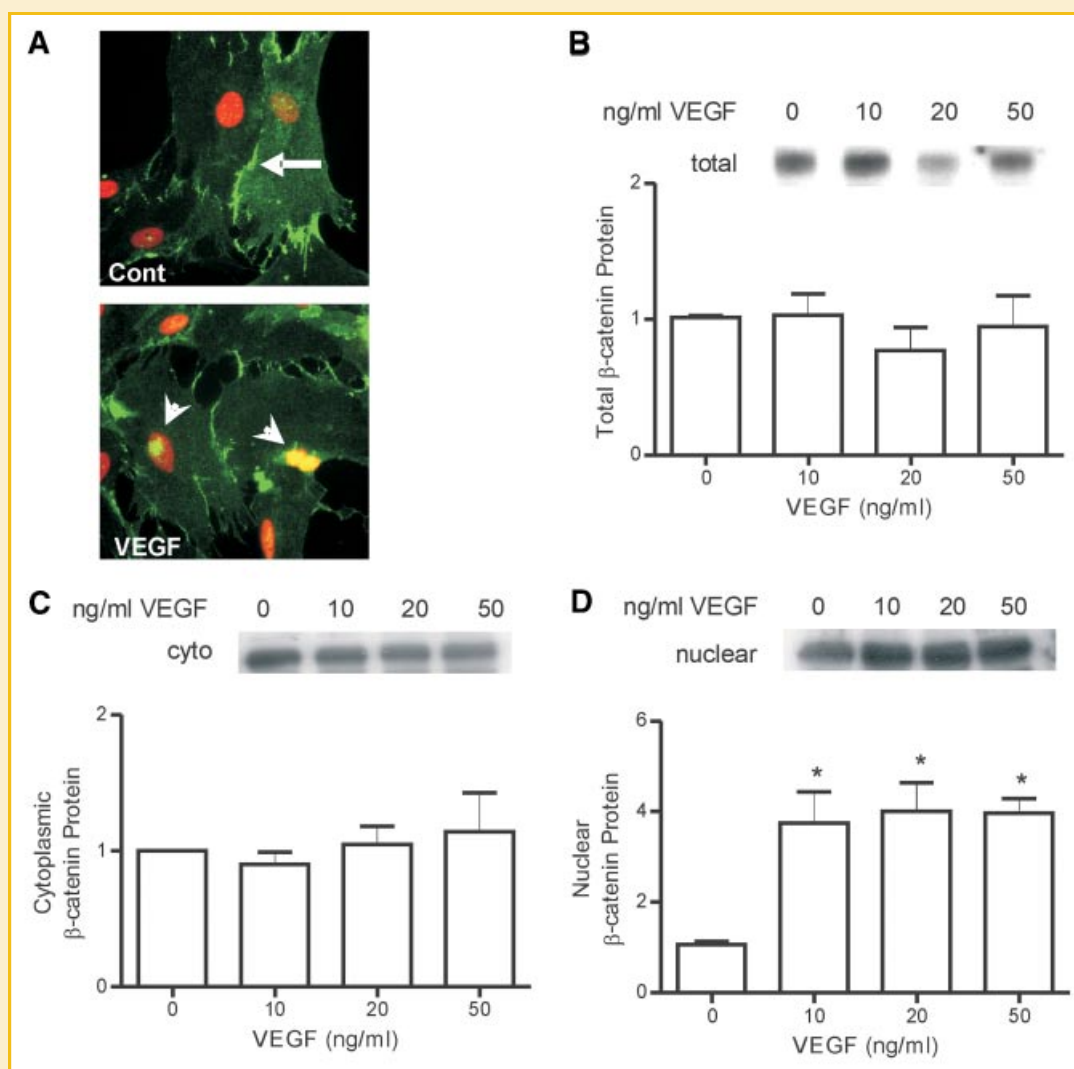 A
Cont
VEGF
B
ng/ml VEGF 0 10 20 50
total
Total β-catenin Protein
2
1
0
0 10 20 50
VEGF (ng/ml)
C
ng/ml VEGF 0 10 20 50
cyto
Cytoplasmic
β-catenin Protein
2
1
0
0 10 20 50
VEGF (ng/ml)
D
ng/ml VEGF 0 10 20 50
nuclear
Nuclear
β-catenin Protein
6
4
2
0
* * *
0 10 20 50
VEGF (ng/ml)